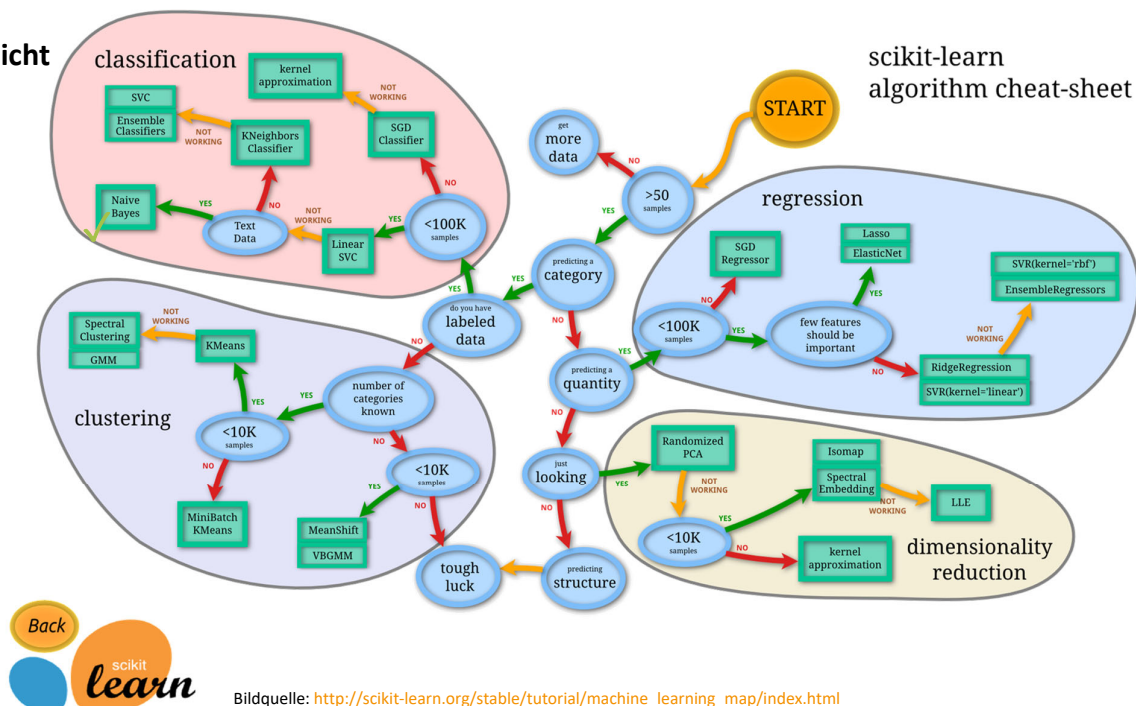 icht
scikit-learn
algorithm cheat-sheet
START
classification
kernel
approximation
NOT
WORKING
SVC
Ensemble
Classifiers
NOT
WORKING
KNeighbors
Classifier
SGD
Classifier
NO
NO
Naive
Bayes
YES
Text
Data
NOT
WORKING
Linear
SVC
YES
<100K
samples
YES
get
more
data
NO
>50
samples
YES
predicting a
category
YES
do you have
labeled
data
NO
NO
predicting a
quantity
YES
NO
just
looking
YES
NO
predicting
structure
tough
luck
regression
SGD
Regressor
NO
<100K
samples
YES
Lasso
ElasticNet
YES
few features
should be
important
NO
SVR(kernel='rbf')
EnsembleRegressors
NOT
WORKING
RidgeRegression
SVR(kernel='linear')
clustering
Spectral
Clustering
GMM
NOT
WORKING
KMeans
YES
<10K
samples
YES
number of
categories
known
NO
NO
MiniBatch
KMeans
<10K
samples
YES
NO
MeanShift
VBGMM
Randomized
PCA
NOT
WORKING
<10K
samples
YES
NO
Isomap
Spectral
Embedding
NOT
WORKING
LLE
kernel
approximation
dimensionality
reduction
Back
scikit
learn
Bildquelle: http://scikit-learn.org/stable/tutorial/machine_learning_map/index.html